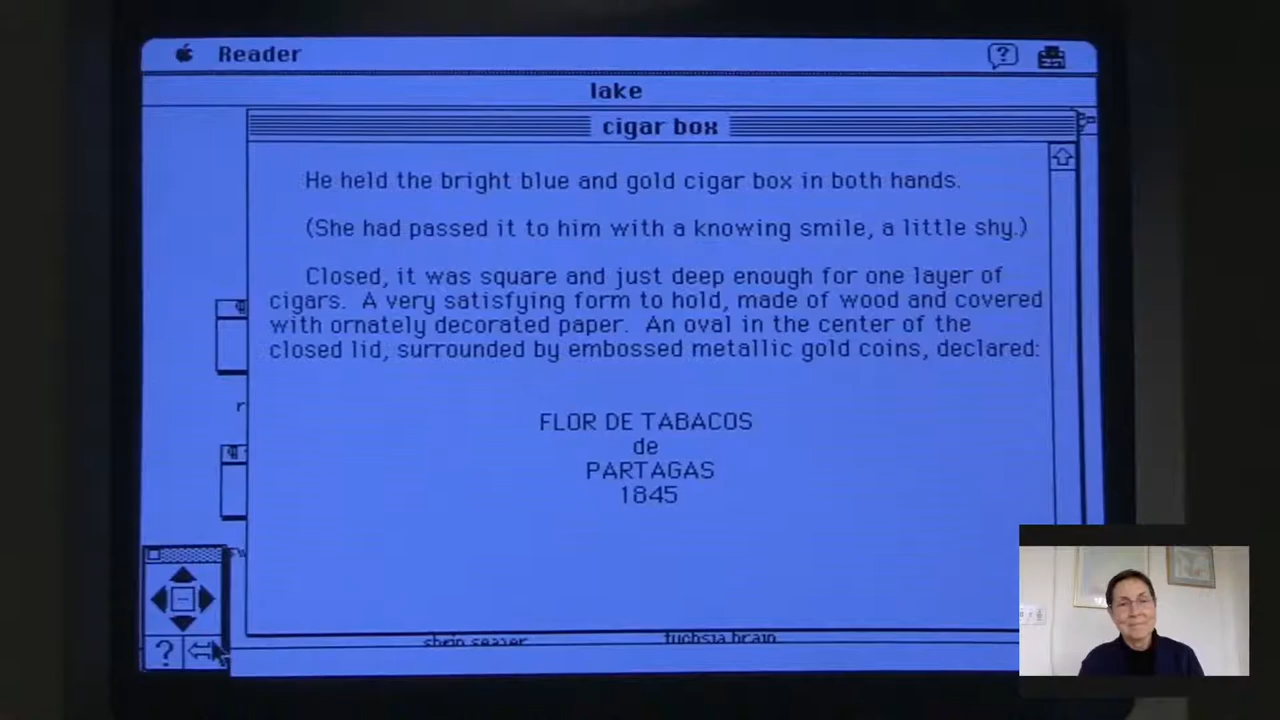 Reader
lake
cigar box
He held the bright blue and gold cigar box in both hands.
(She had passed it to him with a knowing smile, a little shy.)
Closed, it was square and just deep enough for one layer of
cigars. A very satisfying form to hold, made of wood and covered
with ornately decorated paper. An oval in the center of the
closed lid, surrounded by embossed metallic gold coins, declared:
FLOR DE TABACOS
de
PARTAGAS
1845
fuchsia brain
?